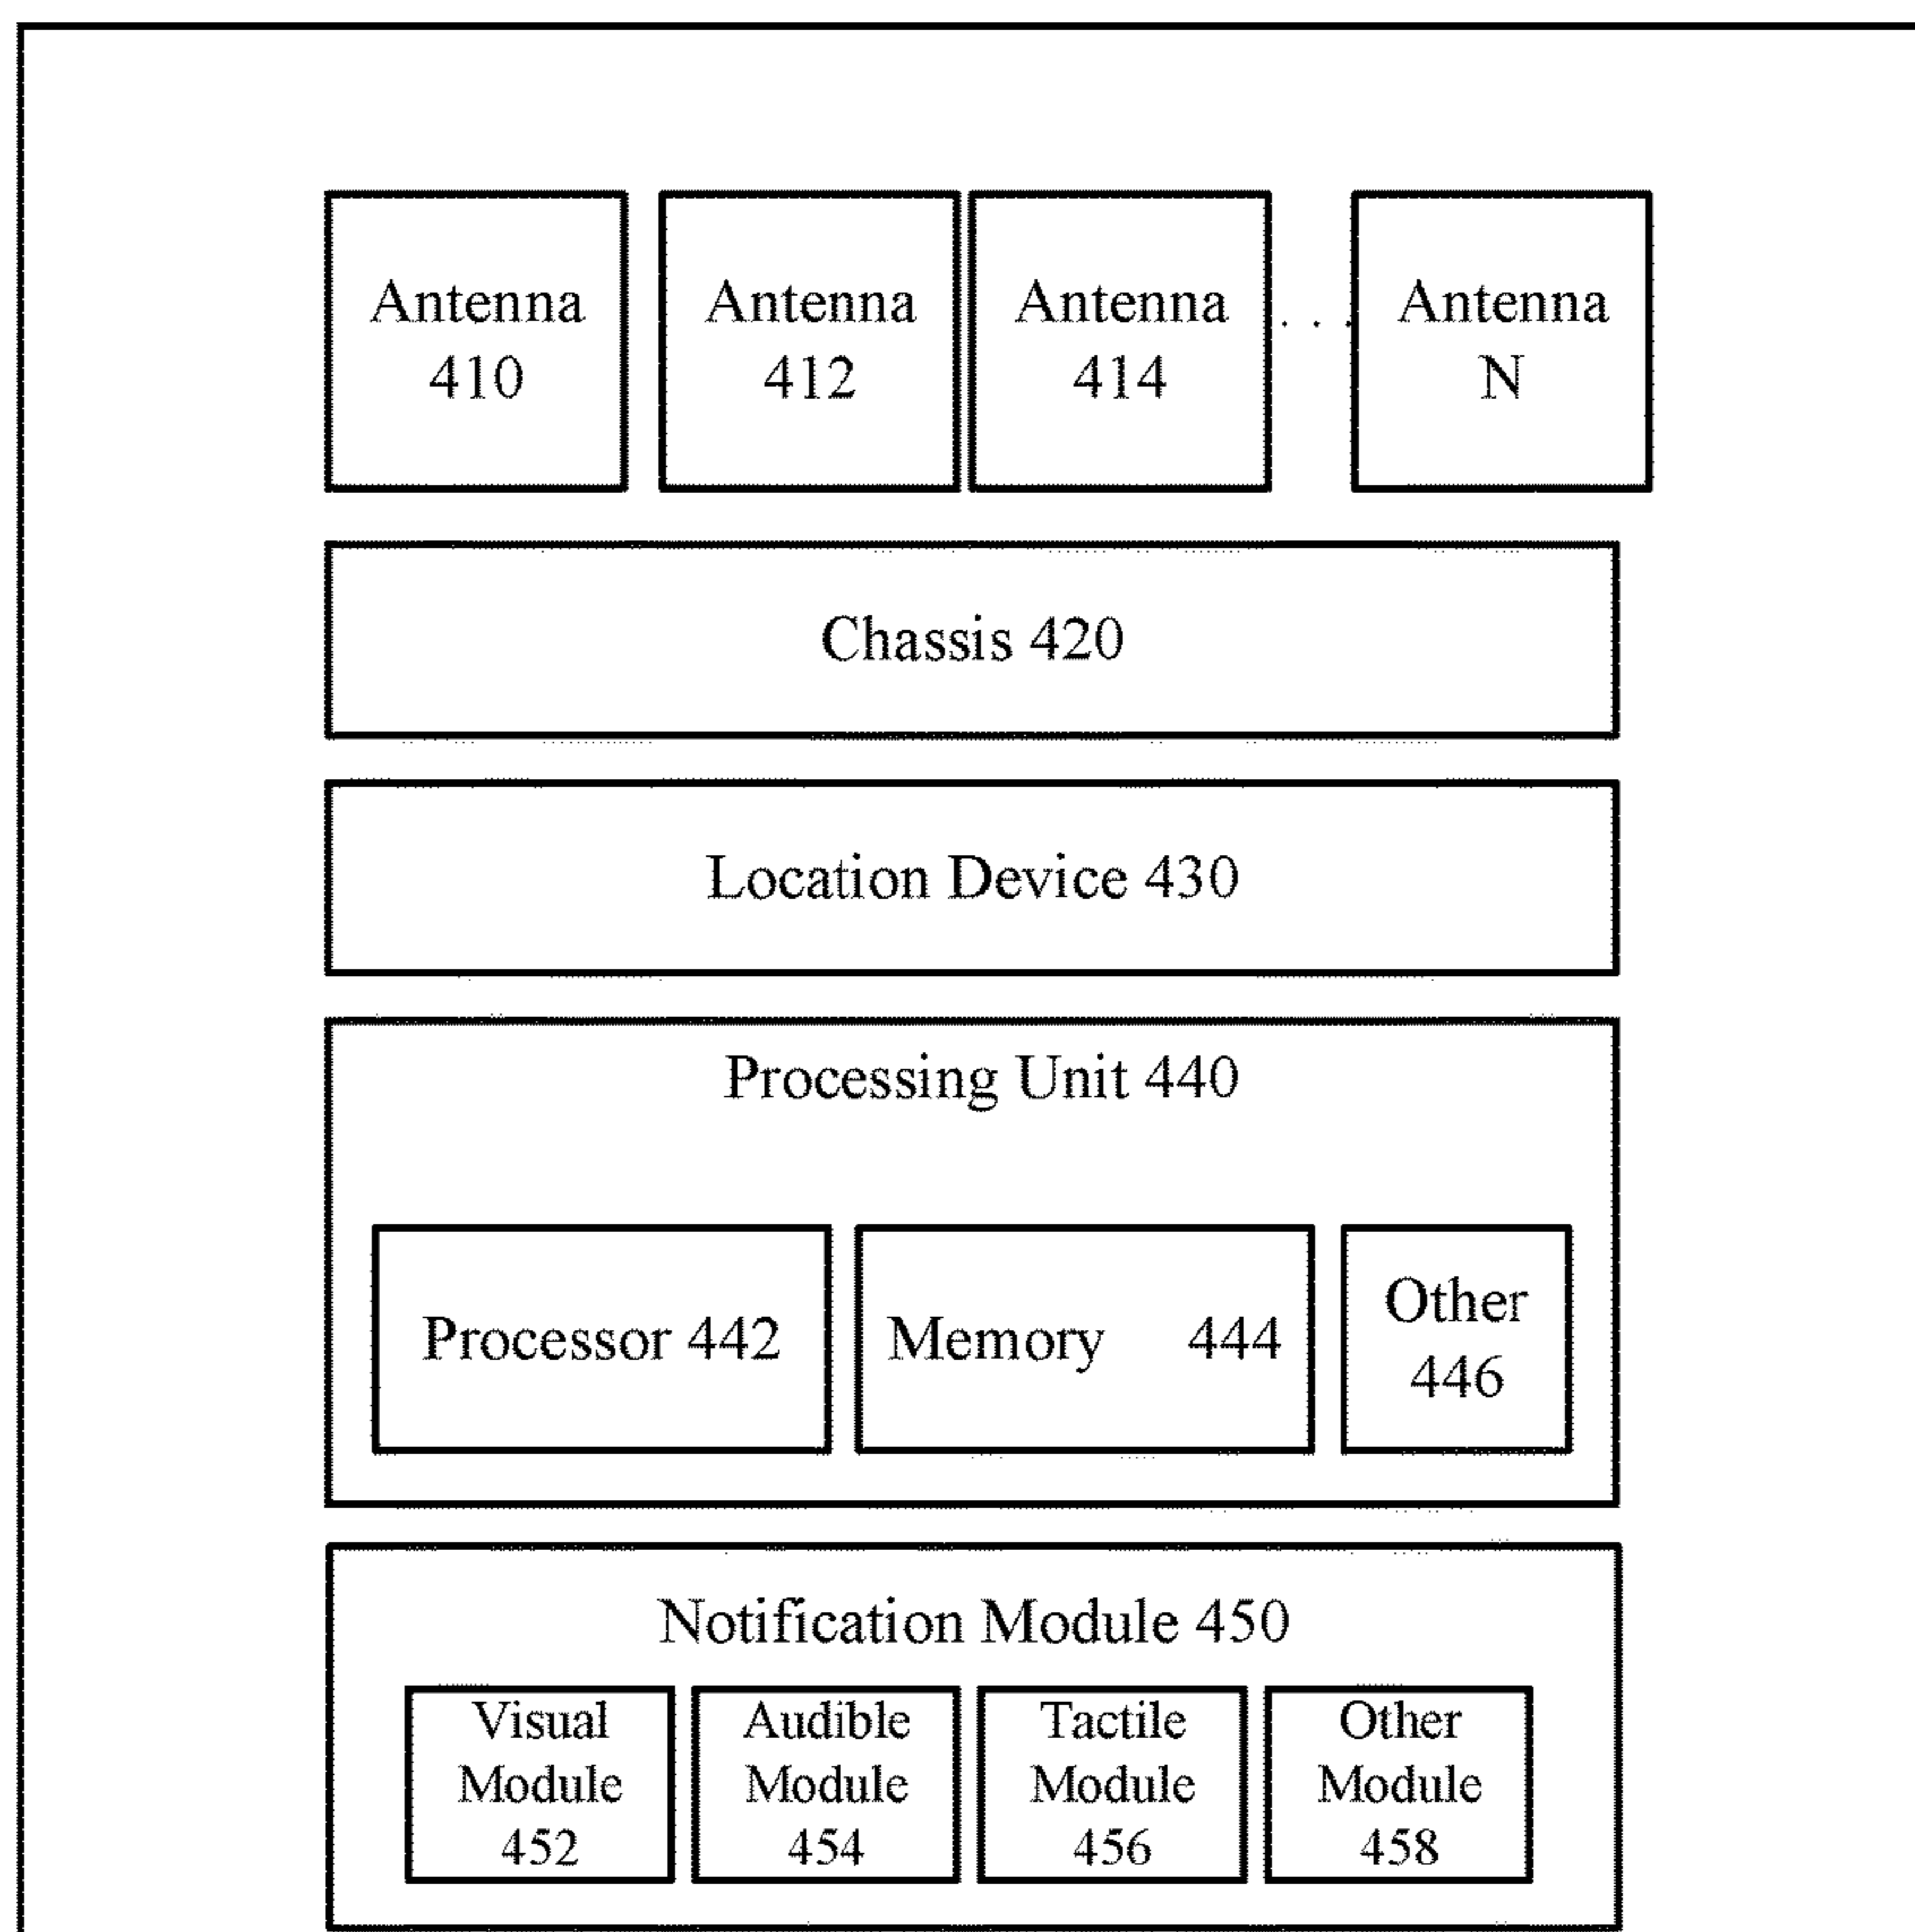 Antenna
410
Antenna
412
Antenna
414
. . .
Antenna
N
Chassis 420
Location Device 430
Processing Unit 440
Processor 442
Memory 444
Other
446
Notification Module 450
Visual
Module
452
Audible
Module
454
Tactile
Module
456
Other
Module
458